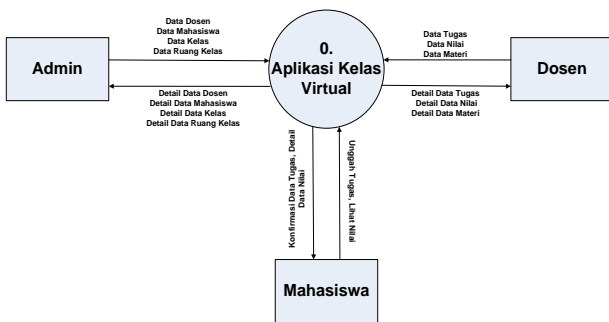 Data Dosen
Data Mahasiswa
Data Kelas
Data Ruang Kelas
Admin
Detail Data Dosen
Detail Data Mahasiswa
Detail Data Kelas
Detail Data Ruang Kelas
0.
Aplikasi Kelas
Virtual
Data Tugas
Data Nilai
Data Materi
Dosen
Detail Data Tugas
Detail Data Nilai
Detail Data Materi
Konfirmasi Data Tugas, Detail
Data Nilai
Unggah Tugas, Lihat Nilai
Mahasiswa